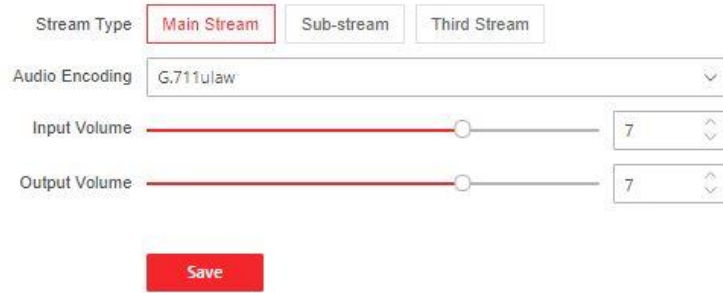 Stream Type Main Stream Sub-stream Third Stream
Audio Encoding G.711ulaw
Input Volume 7
Output Volume 7
Save